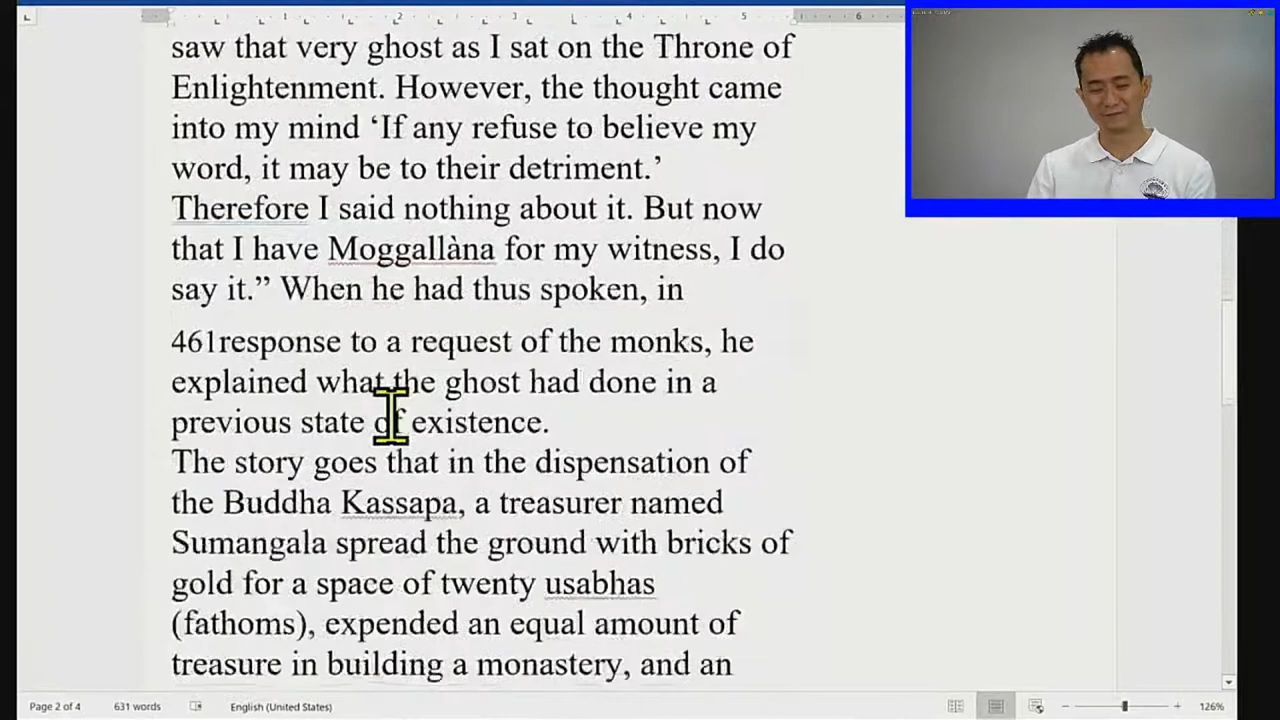 1 2 3 4 5 6
saw that very ghost as I sat on the Throne of
Enlightenment. However, the thought came
into my mind ‘If any refuse to believe my
word, it may be to their detriment.’
Therefore I said nothing about it. But now
that I have Moggallàna for my witness, I do
say it.” When he had thus spoken, in
461response to a request of the monks, he
explained what the ghost had done in a
previous state of existence.
The story goes that in the dispensation of
the Buddha Kassapa, a treasurer named
Sumangala spread the ground with bricks of
gold for a space of twenty usabhas
(fathoms), expended an equal amount of
treasure in building a monastery, and an
Page 2 of 4 631 words English (United States) 126%